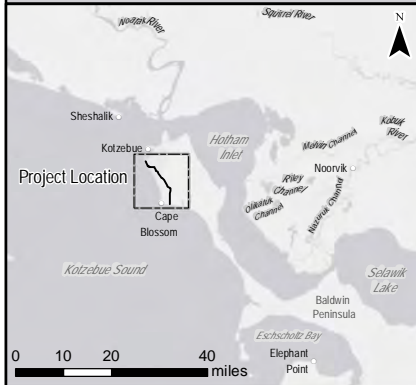 Noatak River
Squirrel River
N
Sheshalik
Kotzebue
Hotham
Inlet
Melvin Channel
Kobuk
River
Noorvik
Project Location
Riley
Channel
Oblaruk
Channel
Nazuruk Channel
Cape
Blossom
Kotzebue Sound
Selawik
Lake
Baldwin
Peninsula
Eschscholtz Bay
Elephant
Point
0 10 20 40
miles